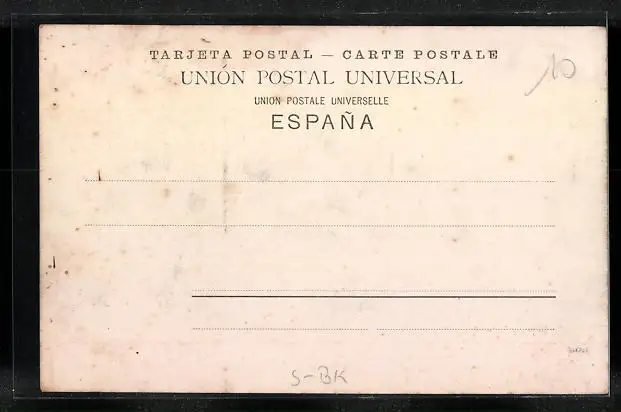 TARJETA POSTAL — CARTE POSTALE
10
UNIÓN POSTAL UNIVERSAL
UNION POSTALE UNIVERSELLE
ESPAÑA
S-BK